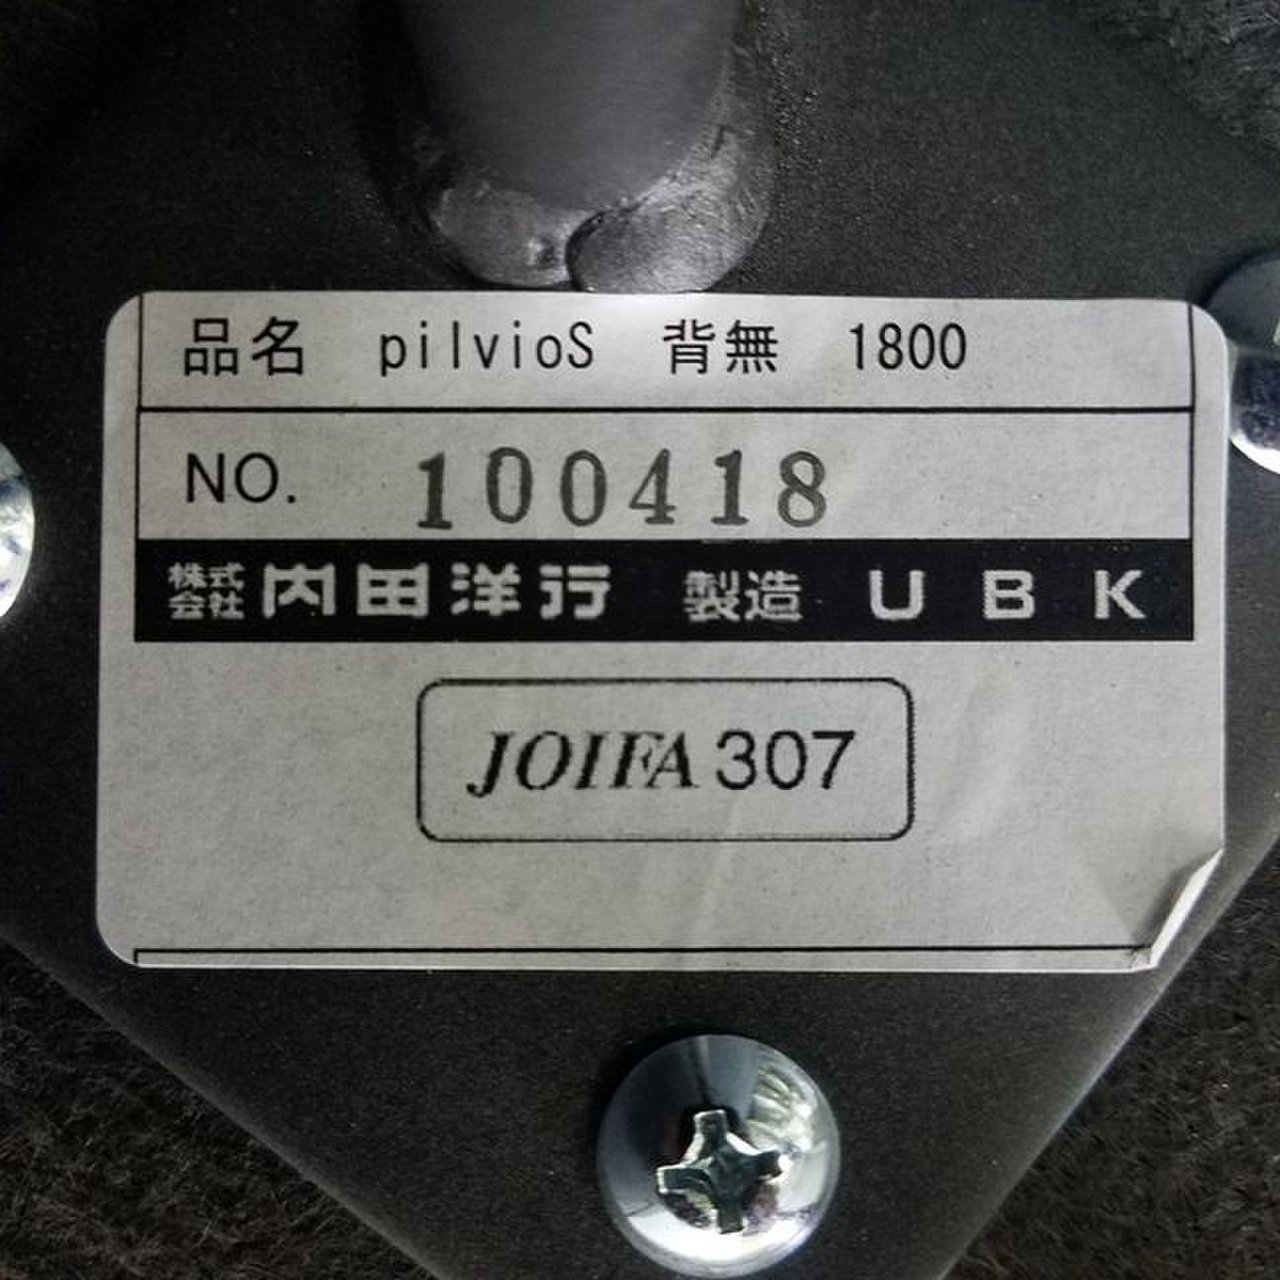 品名 pilvioS 背無 1800
NO. 100418
株式会社 内田洋行 製造 UBK
JOIFA 307